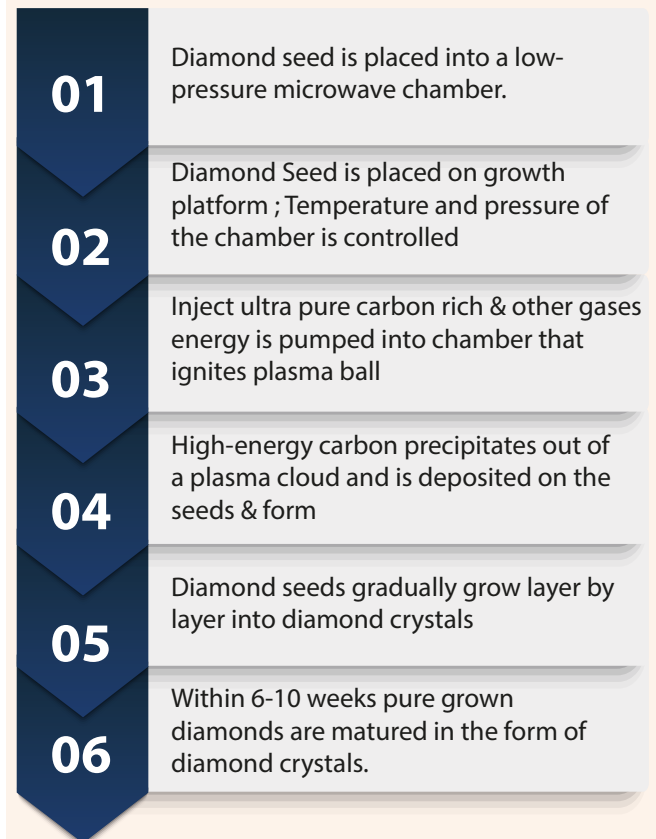 01
Diamond seed is placed into a low-
pressure microwave chamber.
02
Diamond Seed is placed on growth
platform ; Temperature and pressure of
the chamber is controlled
03
Inject ultra pure carbon rich & other gases
energy is pumped into chamber that
ignites plasma ball
04
High-energy carbon precipitates out of
a plasma cloud and is deposited on the
seeds & form
05
Diamond seeds gradually grow layer by
layer into diamond crystals
06
Within 6-10 weeks pure grown
diamonds are matured in the form of
diamond crystals.